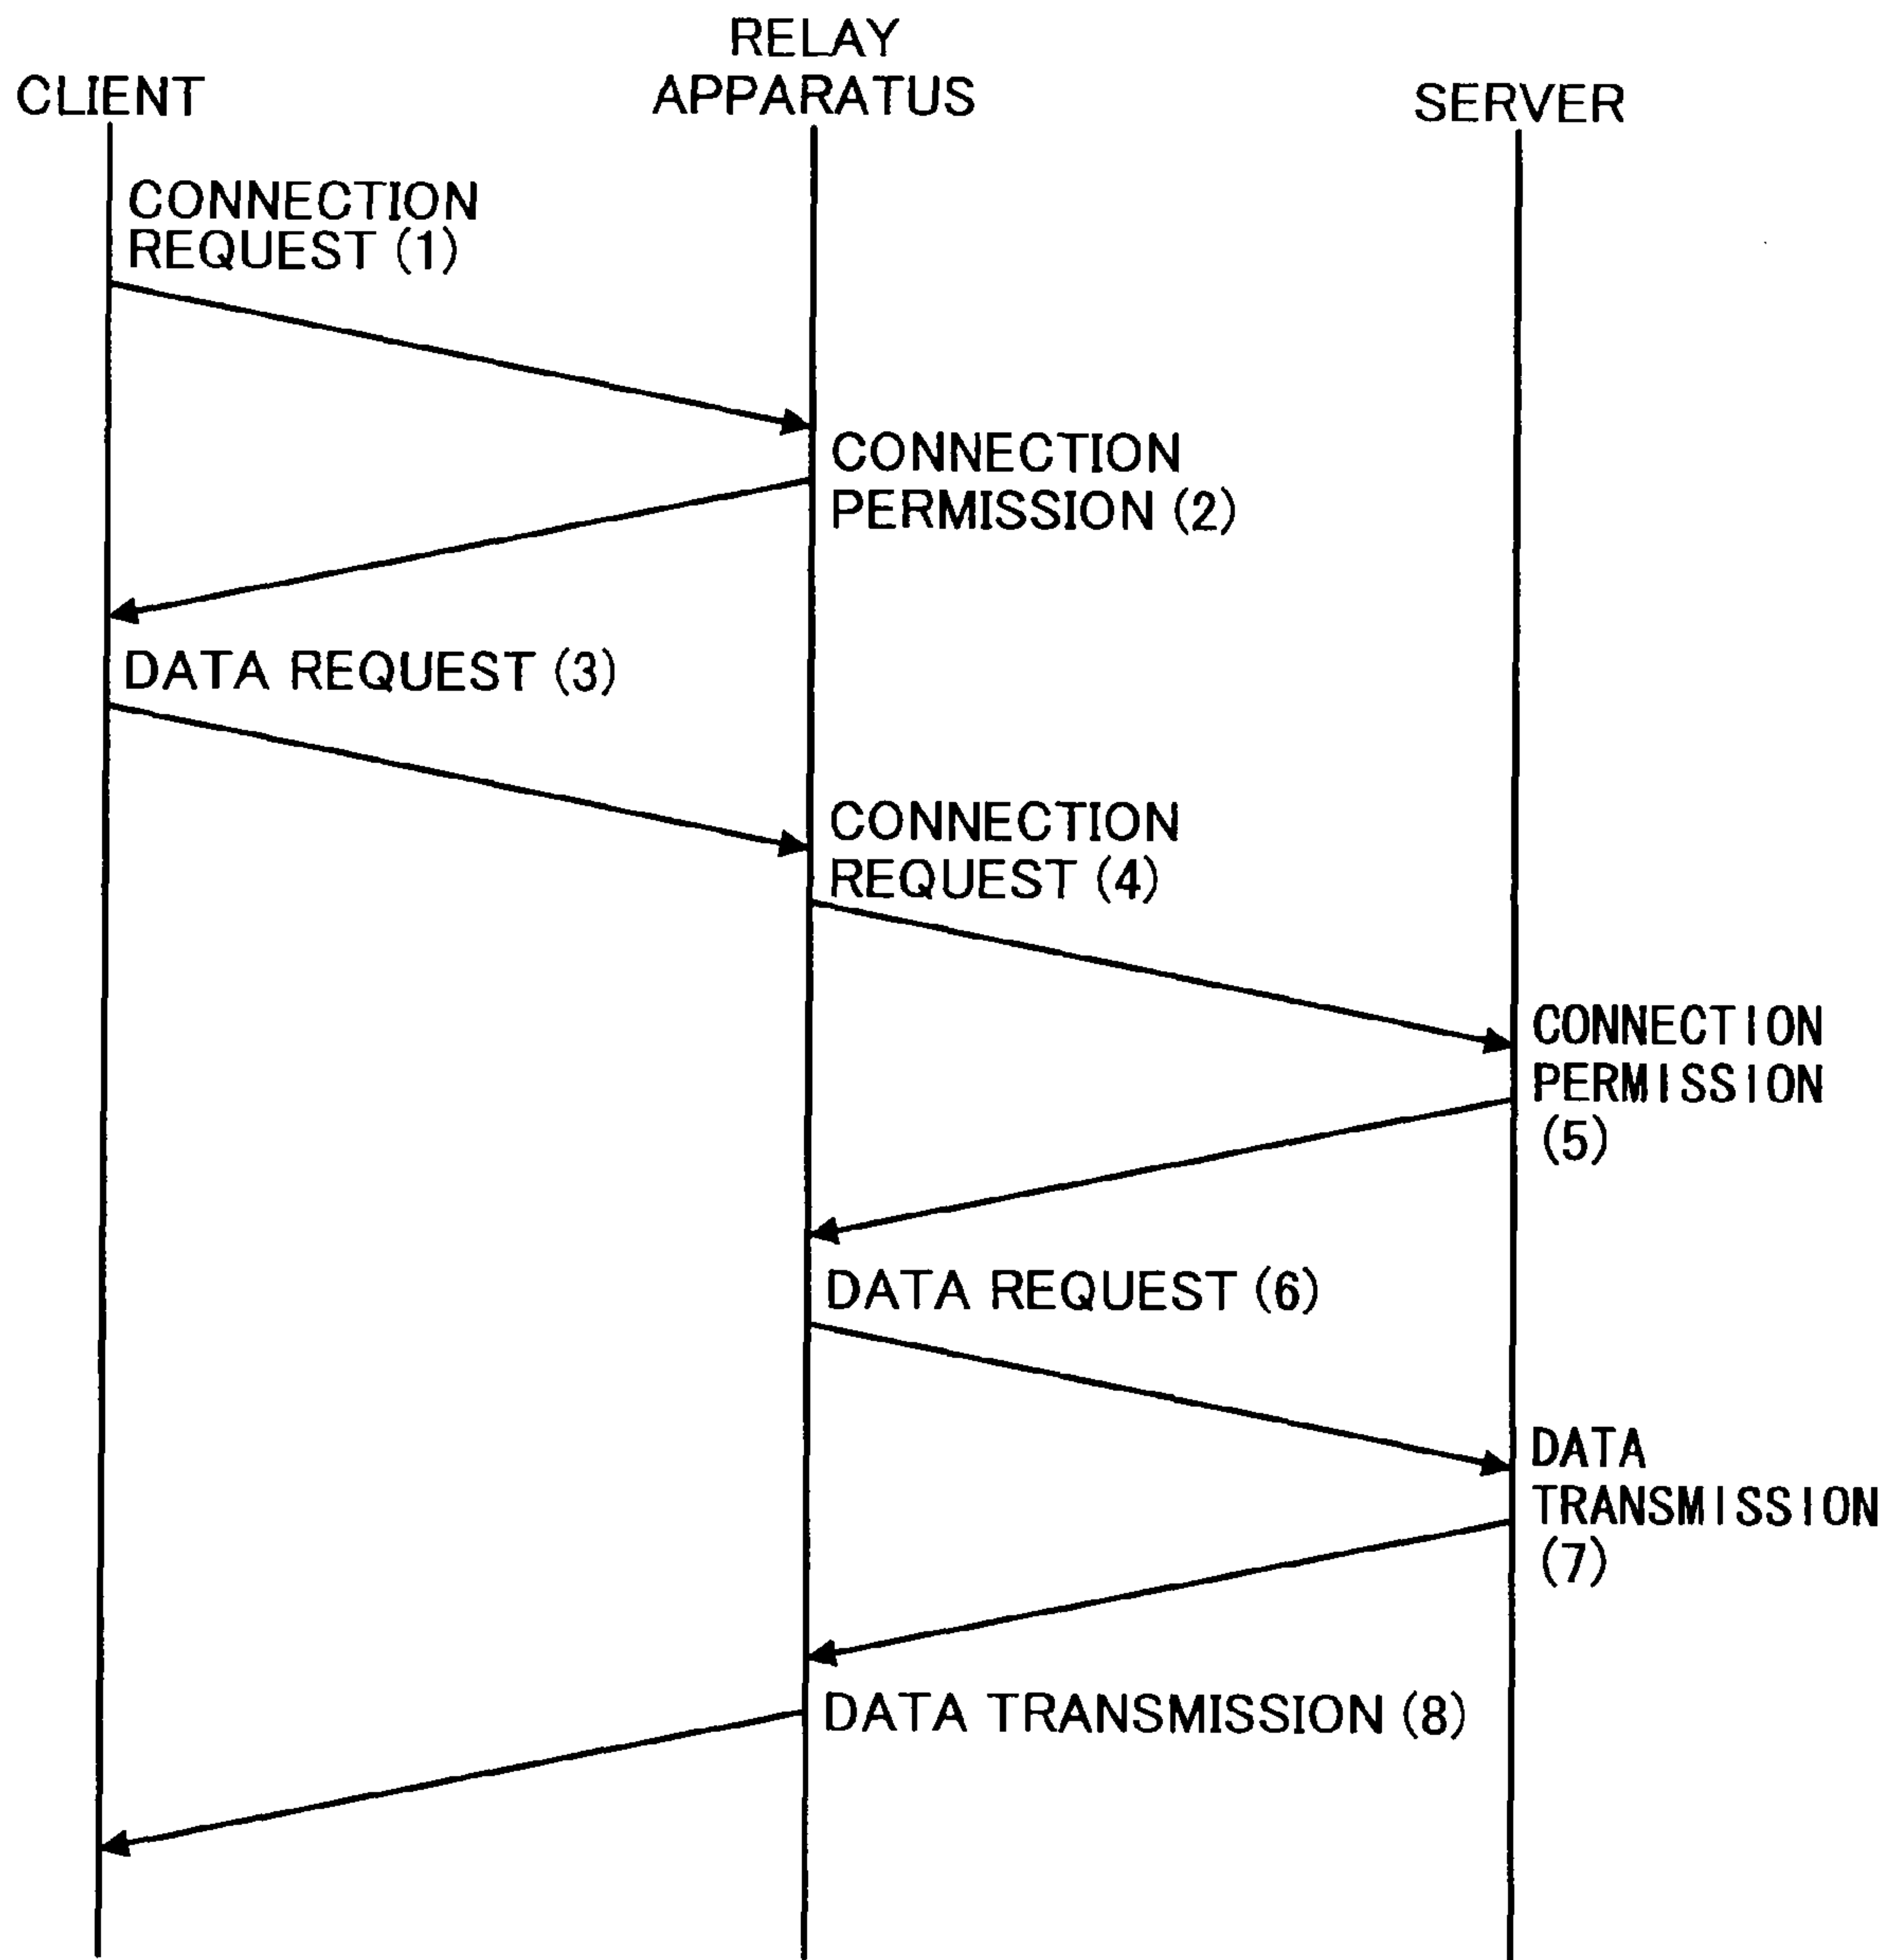 RELAY
APPARATUS
CLIENT
SERVER
CONNECTION
REQUEST (1)
CONNECTION
PERMISSION (2)
DATA REQUEST (3)
CONNECTION
REQUEST (4)
CONNECTION
PERMISSION
(5)
DATA REQUEST (6)
DATA
TRANSMISSION
(7)
DATA TRANSMISSION (8)